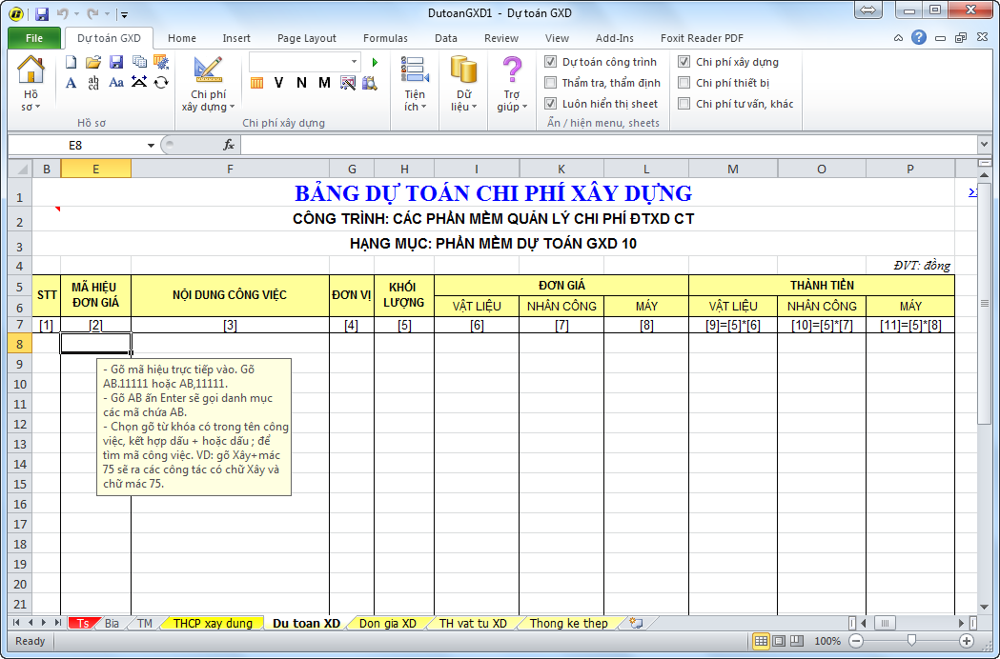 DutoanGXD1 - Dự toán GXD
File Dự toán GXD Home Insert Page Layout Formulas Data Review View Add-Ins Foxit Reader PDF
Hồ sơ
A ab cd Aa
Hồ sơ
Chi phí xây dựng
V N M
Chi phí xây dựng
Tiện ích
Dữ liệu
Trợ giúp
Dự toán công trình
Thẩm tra, thẩm định
Luôn hiển thị sheet
Chi phí xây dựng
Chi phí thiết bị
Chi phí tư vấn, khác
Ẩn / hiện menu, sheets
E8 fx
B E F G H I K L M O P
1 BẢNG DỰ TOÁN CHI PHÍ XÂY DỰNG
2 CÔNG TRÌNH: CÁC PHẦN MỀM QUẢN LÝ CHI PHÍ ĐTXD CT
3 HẠNG MỤC: PHẦN MỀM DỰ TOÁN GXD 10
4 ĐVT: đồng
5 STT MÃ HIỆU ĐƠN GIÁ NỘI DUNG CÔNG VIỆC ĐƠN VỊ KHỐI LƯỢNG ĐƠN GIÁ THÀNH TIỀN
6 VẬT LIỆU NHÂN CÔNG MÁY VẬT LIỆU NHÂN CÔNG MÁY
7 [1] [2] [3] [4] [5] [6] [7] [8] [9]=[5]*[6] [10]=[5]*[7] [11]=[5]*[8]
8
9
10
11
12
13
14
15
16
17
18
19
20
21
- Gõ mã hiệu trực tiếp vào. Gõ
AB.11111 hoặc AB,11111.
- Gõ AB ấn Enter sẽ gọi danh mục
các mã chứa AB.
- Chọn gõ từ khóa có trong tên công
việc, kết hợp dấu + hoặc dấu ; để
tìm mã công việc. VD: gõ Xây+mác
75 sẽ ra các công tác có chữ Xây và
chữ mác 75.
Ts Bia TM THCP xay dung Du toan XD Don gia XD TH vat tu XD Thong ke thep
Ready 100%